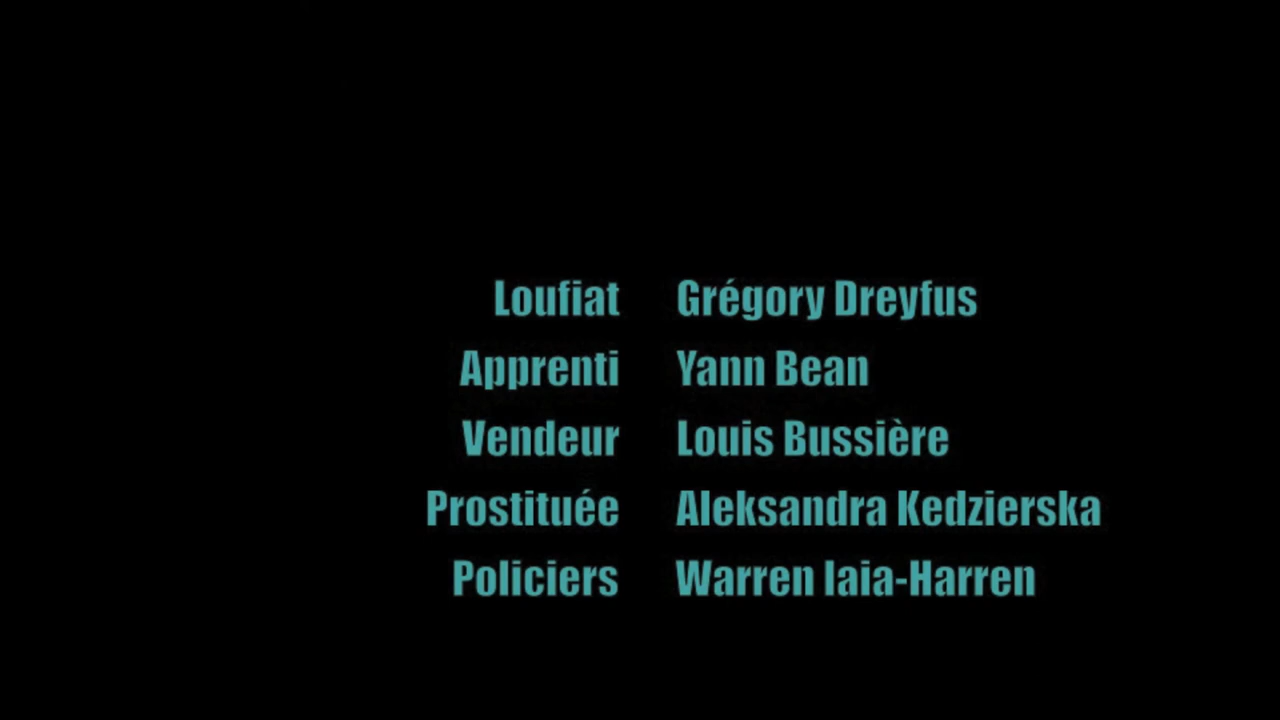 Loufiat Grégory Dreyfus
Apprenti Yann Bean
Vendeur Louis Bussière
Prostituée Aleksandra Kedzierska
Policiers Warren Iaia-Harren